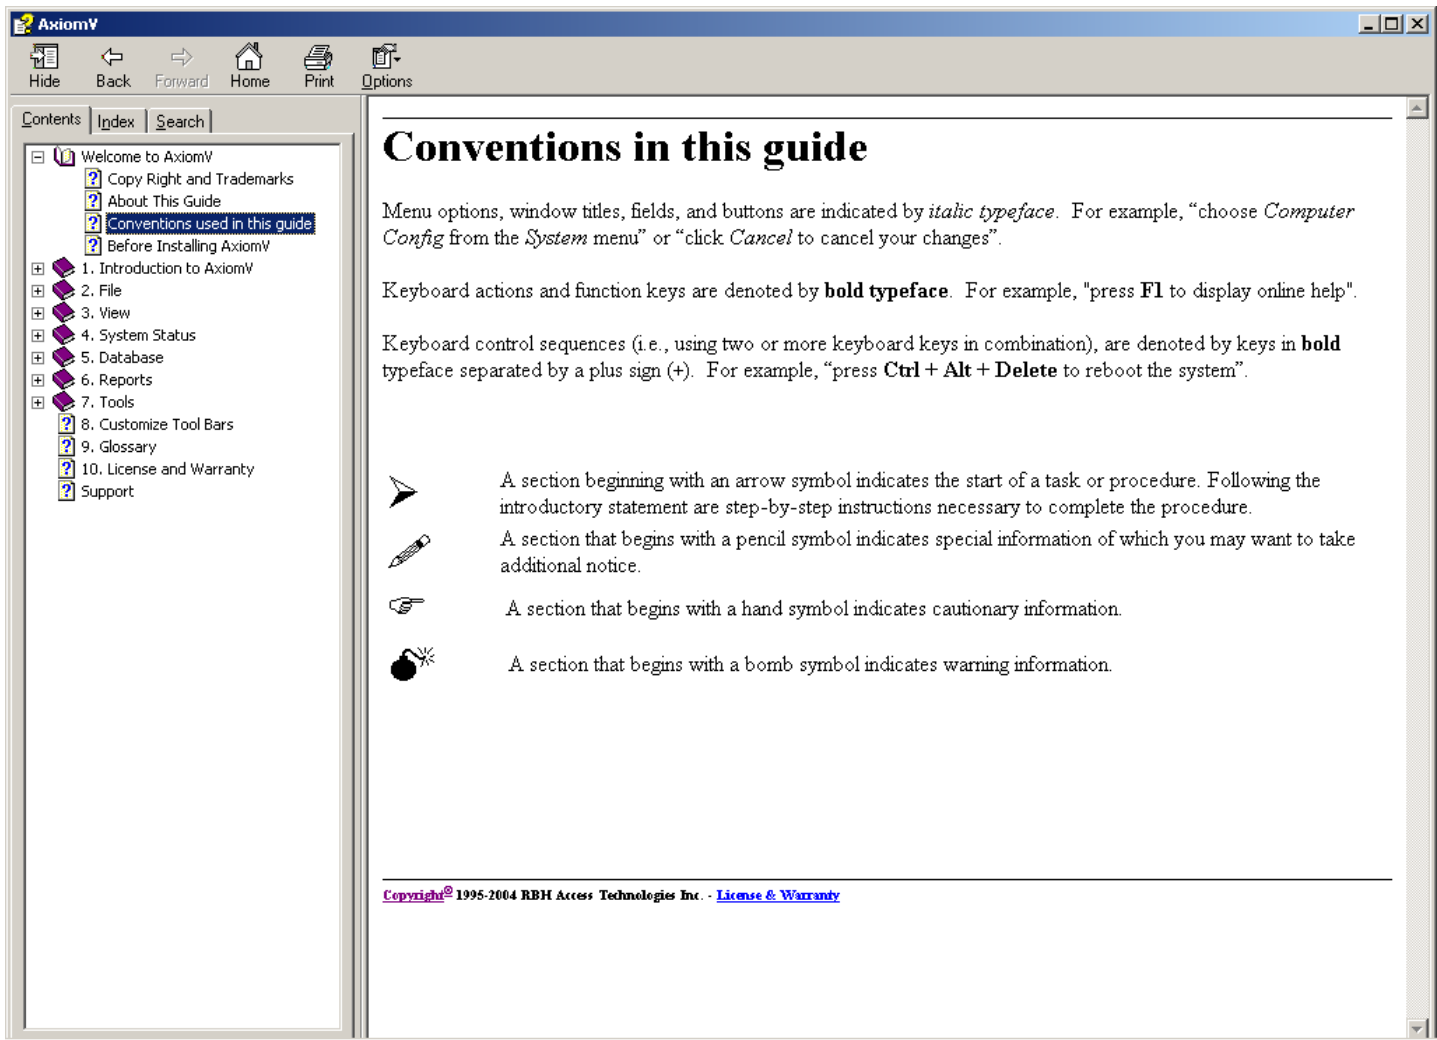 AxiomV
Hide Back Forward Home Print Options
Contents Index Search
Welcome to AxiomV
Copy Right and Trademarks
About This Guide
Conventions used in this guide
Before Installing AxiomV
1. Introduction to AxiomV
2. File
3. View
4. System Status
5. Database
6. Reports
7. Tools
8. Customize Tool Bars
9. Glossary
10. License and Warranty
Support
Conventions in this guide
Menu options, window titles, fields, and buttons are indicated by italic typeface.  For example, “choose Computer
Config from the System menu” or “click Cancel to cancel your changes”.
Keyboard actions and function keys are denoted by bold typeface.  For example, "press F1 to display online help".
Keyboard control sequences (i.e., using two or more keyboard keys in combination), are denoted by keys in bold
typeface separated by a plus sign (+).  For example, “press Ctrl + Alt + Delete to reboot the system”.
A section beginning with an arrow symbol indicates the start of a task or procedure. Following the
introductory statement are step-by-step instructions necessary to complete the procedure.
A section that begins with a pencil symbol indicates special information of which you may want to take
additional notice.
A section that begins with a hand symbol indicates cautionary information.
A section that begins with a bomb symbol indicates warning information.
Copyright® 1995-2004 RBH Access Technologies Inc. - License & Warranty